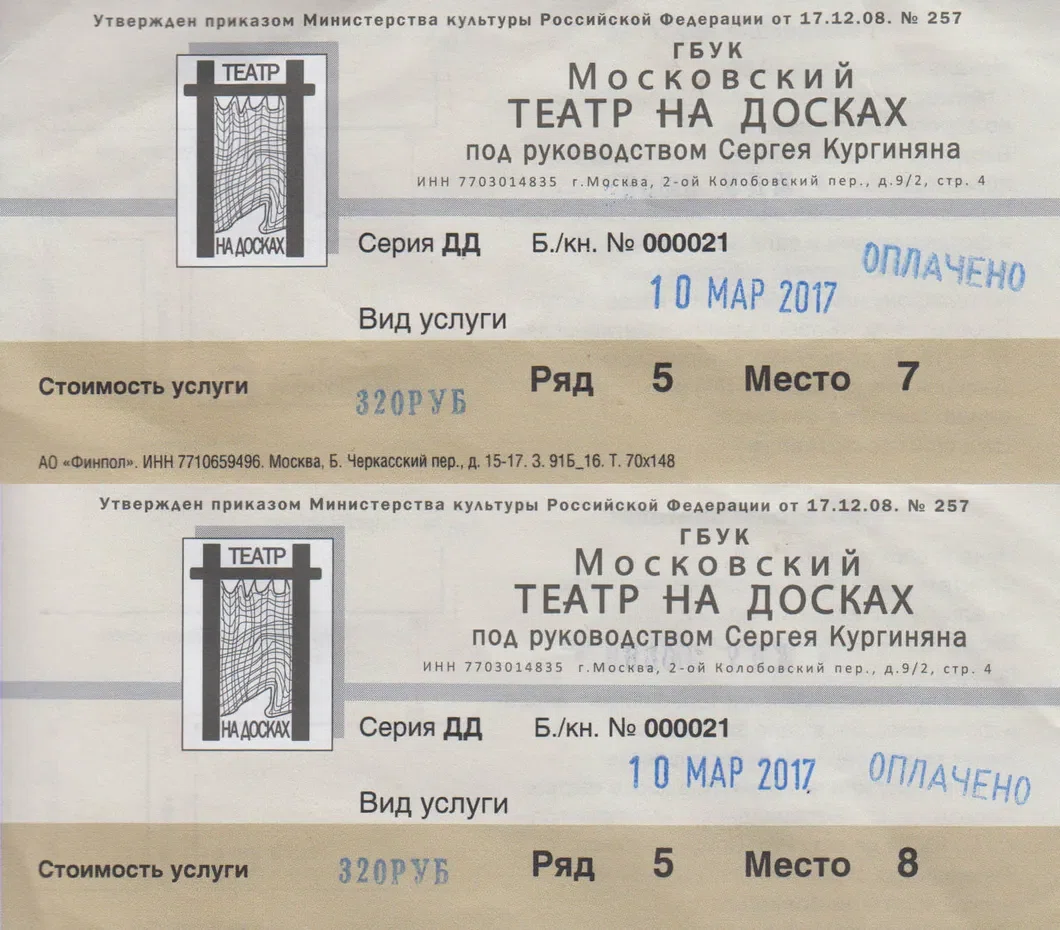 Утвержден приказом Министерства культуры Российской Федерации от 17.12.08. № 257
ГБУК
Московский
ТЕАТР НА ДОСКАХ
под руководством Сергея Кургиняна
ИНН 7703014835 г.Москва, 2-ой Колобовский пер., д.9/2, стр. 4
ТЕАТР
НА ДОСКАХ
Серия ДД Б./кн. № 000021
ОПЛАЧЕНО
10 МАР 2017
Вид услуги
Стоимость услуги 320РУБ Ряд 5 Место 7
АО «Финпол». ИНН 7710659496. Москва, Б. Черкасский пер., д. 15-17. З. 91Б_16. Т. 70х148
Утвержден приказом Министерства культуры Российской Федерации от 17.12.08. № 257
ГБУК
Московский
ТЕАТР НА ДОСКАХ
под руководством Сергея Кургиняна
ИНН 7703014835 г.Москва, 2-ой Колобовский пер., д.9/2, стр. 4
ТЕАТР
НА ДОСКАХ
Серия ДД Б./кн. № 000021
10 МАР 2017 ОПЛАЧЕНО
Вид услуги
Стоимость услуги 320РУБ Ряд 5 Место 8